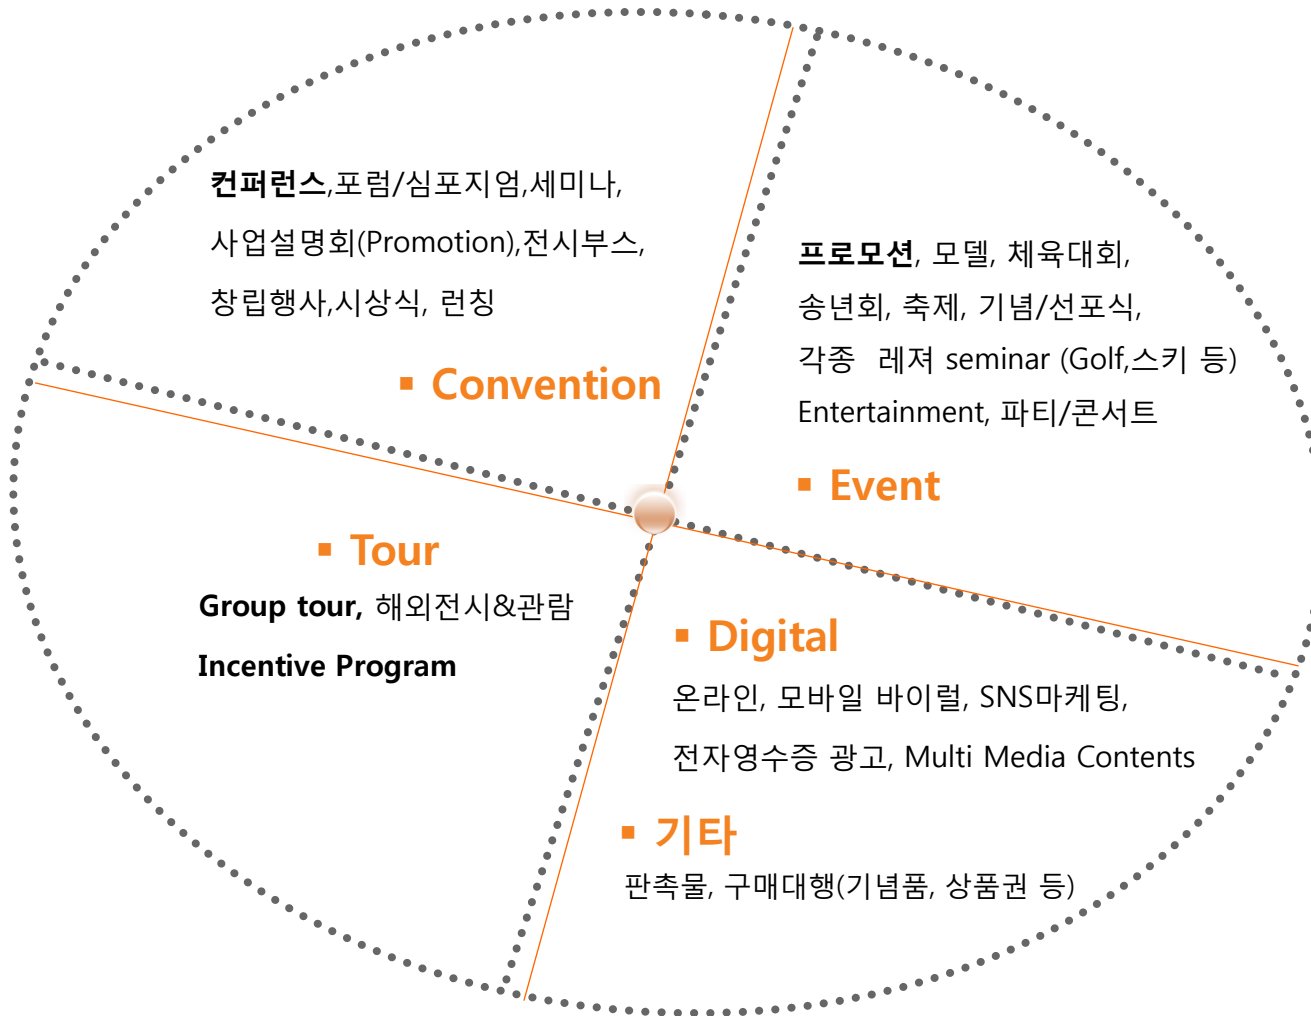 컨퍼런스,포럼/심포지엄,세미나,
사업설명회(Promotion),전시부스,
창립행사,시상식, 런칭
▪ Convention
프로모션, 모델, 체육대회,
송년회, 축제, 기념/선포식,
각종 레져 seminar (Golf,스키 등)
Entertainment, 파티/콘서트
▪ Event
▪ Tour
Group tour, 해외전시&관람
Incentive Program
▪ Digital
온라인, 모바일 바이럴, SNS마케팅,
전자영수증 광고, Multi Media Contents
▪ 기타
판촉물, 구매대행(기념품, 상품권 등)